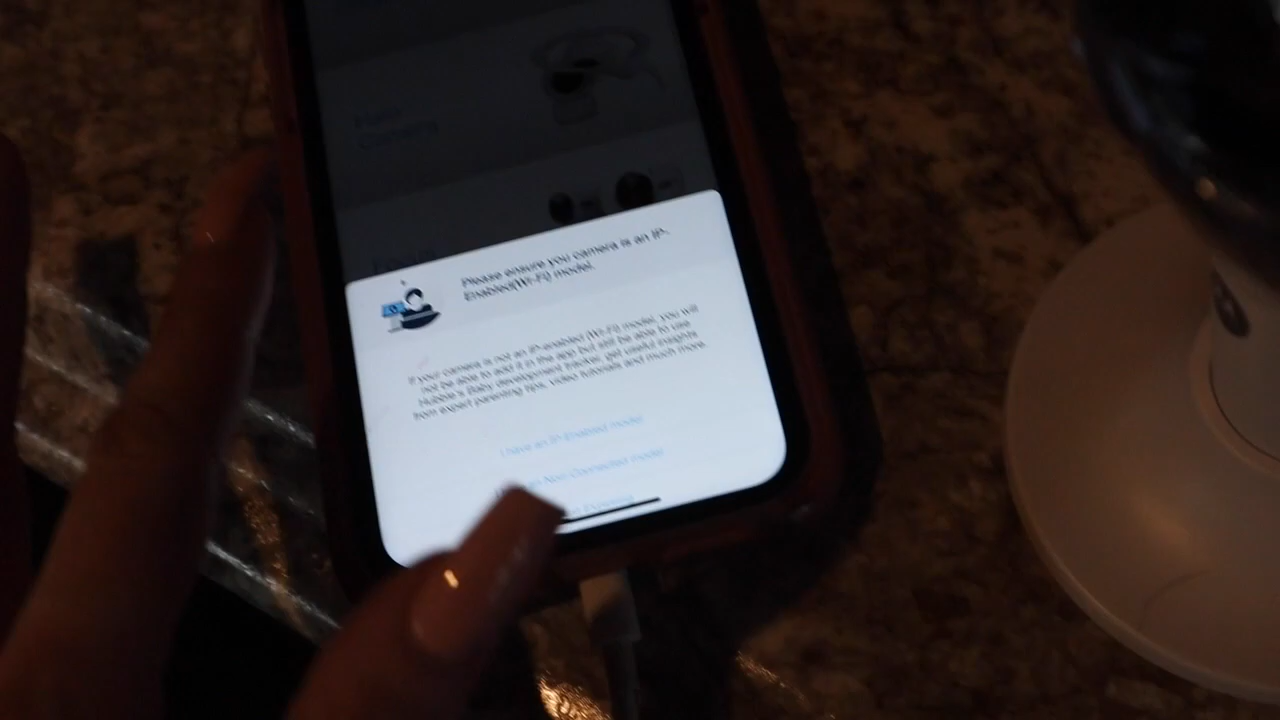 Please ensure you camera is an IP-
Enabled(Wi-Fi) model.
If your camera is not an IP-enabled (Wi-Fi) model, you will
not be able to add it in the app but still be able to use
Hubble's Baby development tracker, get useful insights
from expert parenting tips, video tutorials and much more.
I have an IP Enabled model
Non Connected model